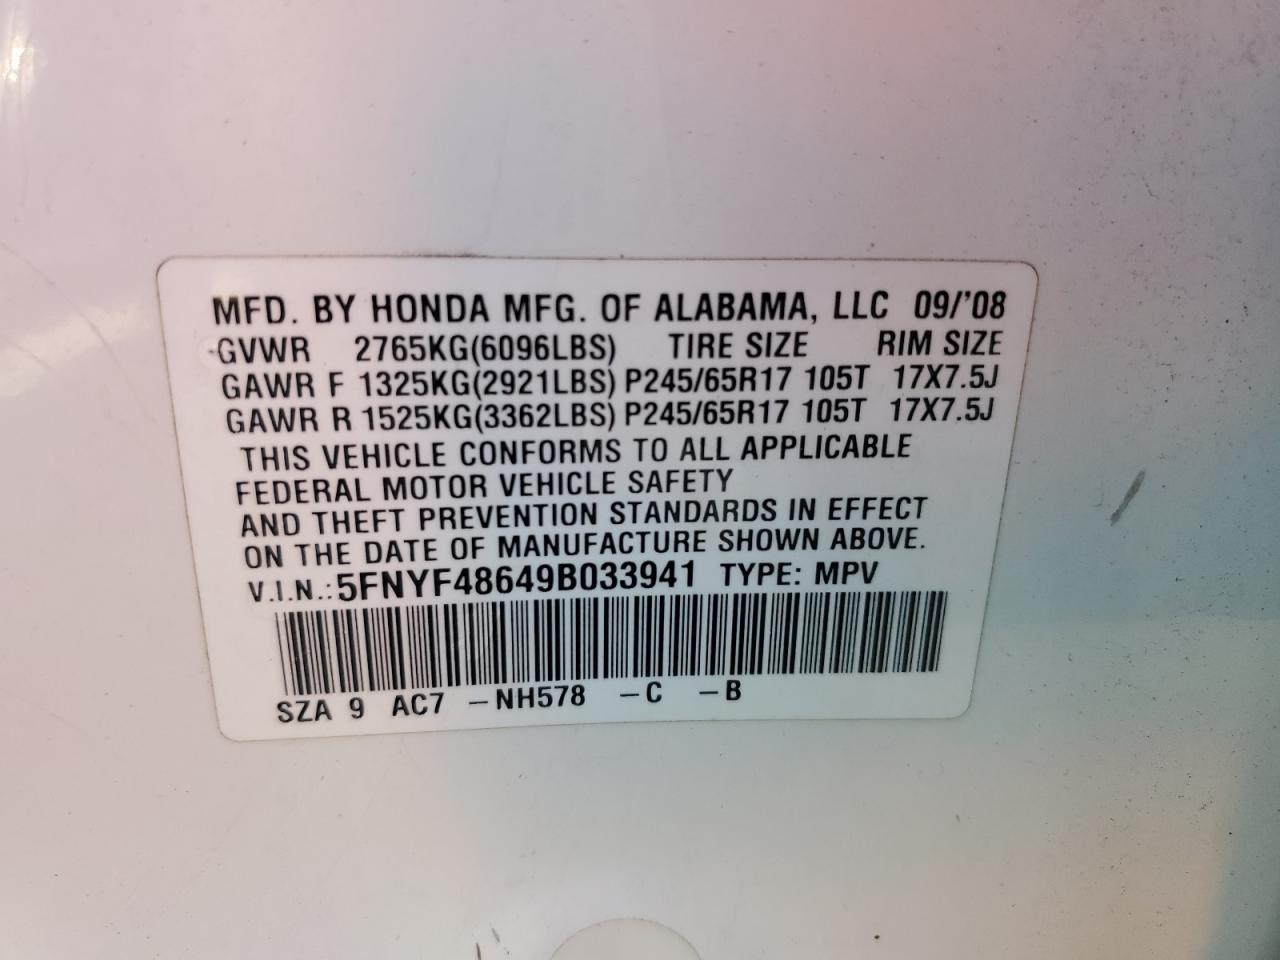 MFD. BY HONDA MFG. OF ALABAMA, LLC 09/'08
GVWR 2765KG(6096LBS) TIRE SIZE RIM SIZE
GAWR F 1325KG(2921LBS) P245/65R17 105T 17X7.5J
GAWR R 1525KG(3362LBS) P245/65R17 105T 17X7.5J
THIS VEHICLE CONFORMS TO ALL APPLICABLE
FEDERAL MOTOR VEHICLE SAFETY
AND THEFT PREVENTION STANDARDS IN EFFECT
ON THE DATE OF MANUFACTURE SHOWN ABOVE.
V.I.N.: 5FNYF48649B033941 TYPE: MPV
SZA 9 AC7 –NH578 –C –B